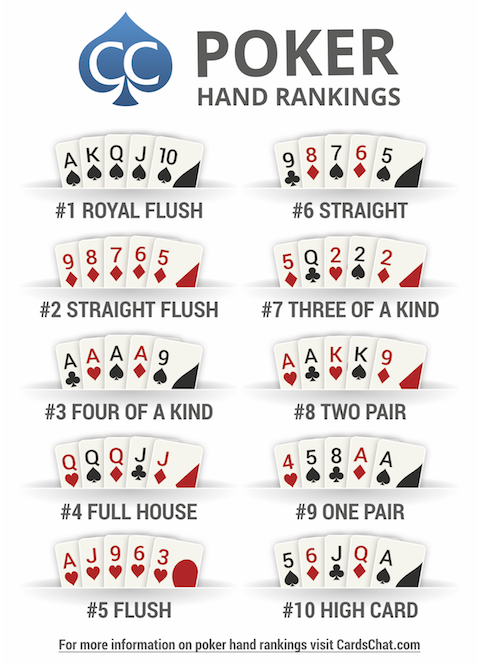 CC
POKER
HAND RANKINGS
A K Q J 10
#1 ROYAL FLUSH
9 8 7 6 5
#6 STRAIGHT
9 8 7 6 5
#2 STRAIGHT FLUSH
5 Q 2 2 2
#7 THREE OF A KIND
A A A A 9
#3 FOUR OF A KIND
A A K K 9
#8 TWO PAIR
Q Q Q J J
#4 FULL HOUSE
4 5 8 A A
#9 ONE PAIR
A J 9 6 3
#5 FLUSH
5 6 J Q A
#10 HIGH CARD
For more information on poker hand rankings visit CardsChat.com